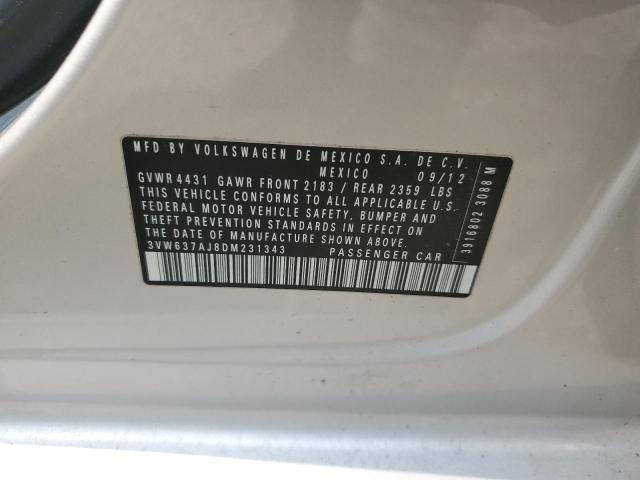 MFD BY VOLKSWAGEN DE MEXICO S.A. DE C.V.
MEXICO 09/12
GVWR 4431 GAWR FRONT 2183 / REAR 2359 LBS
THIS VEHICLE CONFORMS TO ALL APPLICABLE U.S.
FEDERAL MOTOR VEHICLE SAFETY, BUMPER AND
THEFT PREVENTION STANDARDS IN EFFECT ON
THE DATE OF MANUFACTURE SHOWN ABOVE.
3VW637AJ8DM231343 PASSENGER CAR
3916802 3088 M